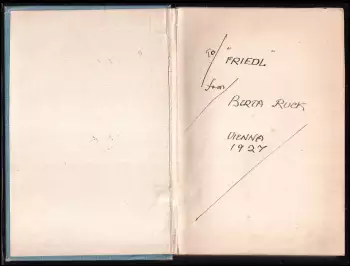 To
"FRIEDL"
from
BERTA RUCK
VIENNA
1927